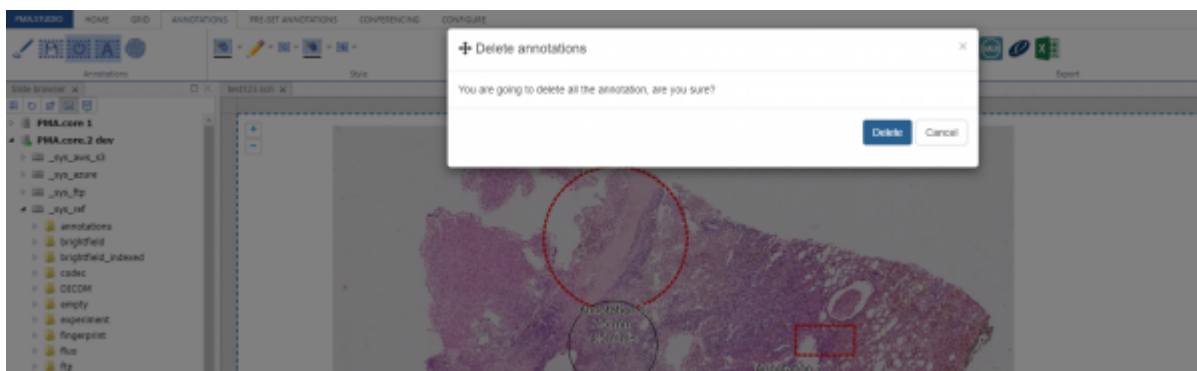 PMA.STUDIO HOME GRID ANNOTATIONS PRE-SET ANNOTATIONS CONFERENCING CONFIGURE
Delete annotations
You are going to delete all the annotation, are you sure?
Delete Cancel
Annotations Style Export
Slide browser test123.scn
PMA.core 1
PMA.core.2 dev
_sys_aws_s3
_sys_azure
_sys_ftp
_sys_ref
annotations
brightfield
brightfield_indexed
codec
DICOM
empty
experiment
fingerprint
fluo
ftp